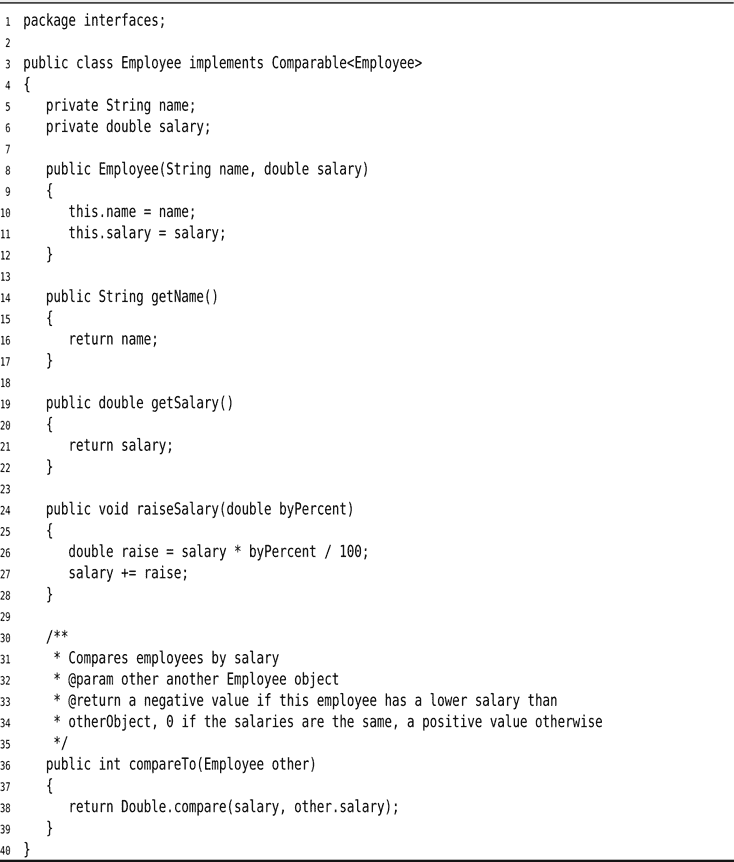 1 package interfaces;
2
3 public class Employee implements Comparable<Employee>
4 {
5    private String name;
6    private double salary;
7
8    public Employee(String name, double salary)
9    {
10       this.name = name;
11       this.salary = salary;
12    }
13
14    public String getName()
15    {
16       return name;
17    }
18
19    public double getSalary()
20    {
21       return salary;
22    }
23
24    public void raiseSalary(double byPercent)
25    {
26       double raise = salary * byPercent / 100;
27       salary += raise;
28    }
29
30    /**
31     * Compares employees by salary
32     * @param other another Employee object
33     * @return a negative value if this employee has a lower salary than
34     * otherObject, 0 if the salaries are the same, a positive value otherwise
35     */
36    public int compareTo(Employee other)
37    {
38       return Double.compare(salary, other.salary);
39    }
40 }